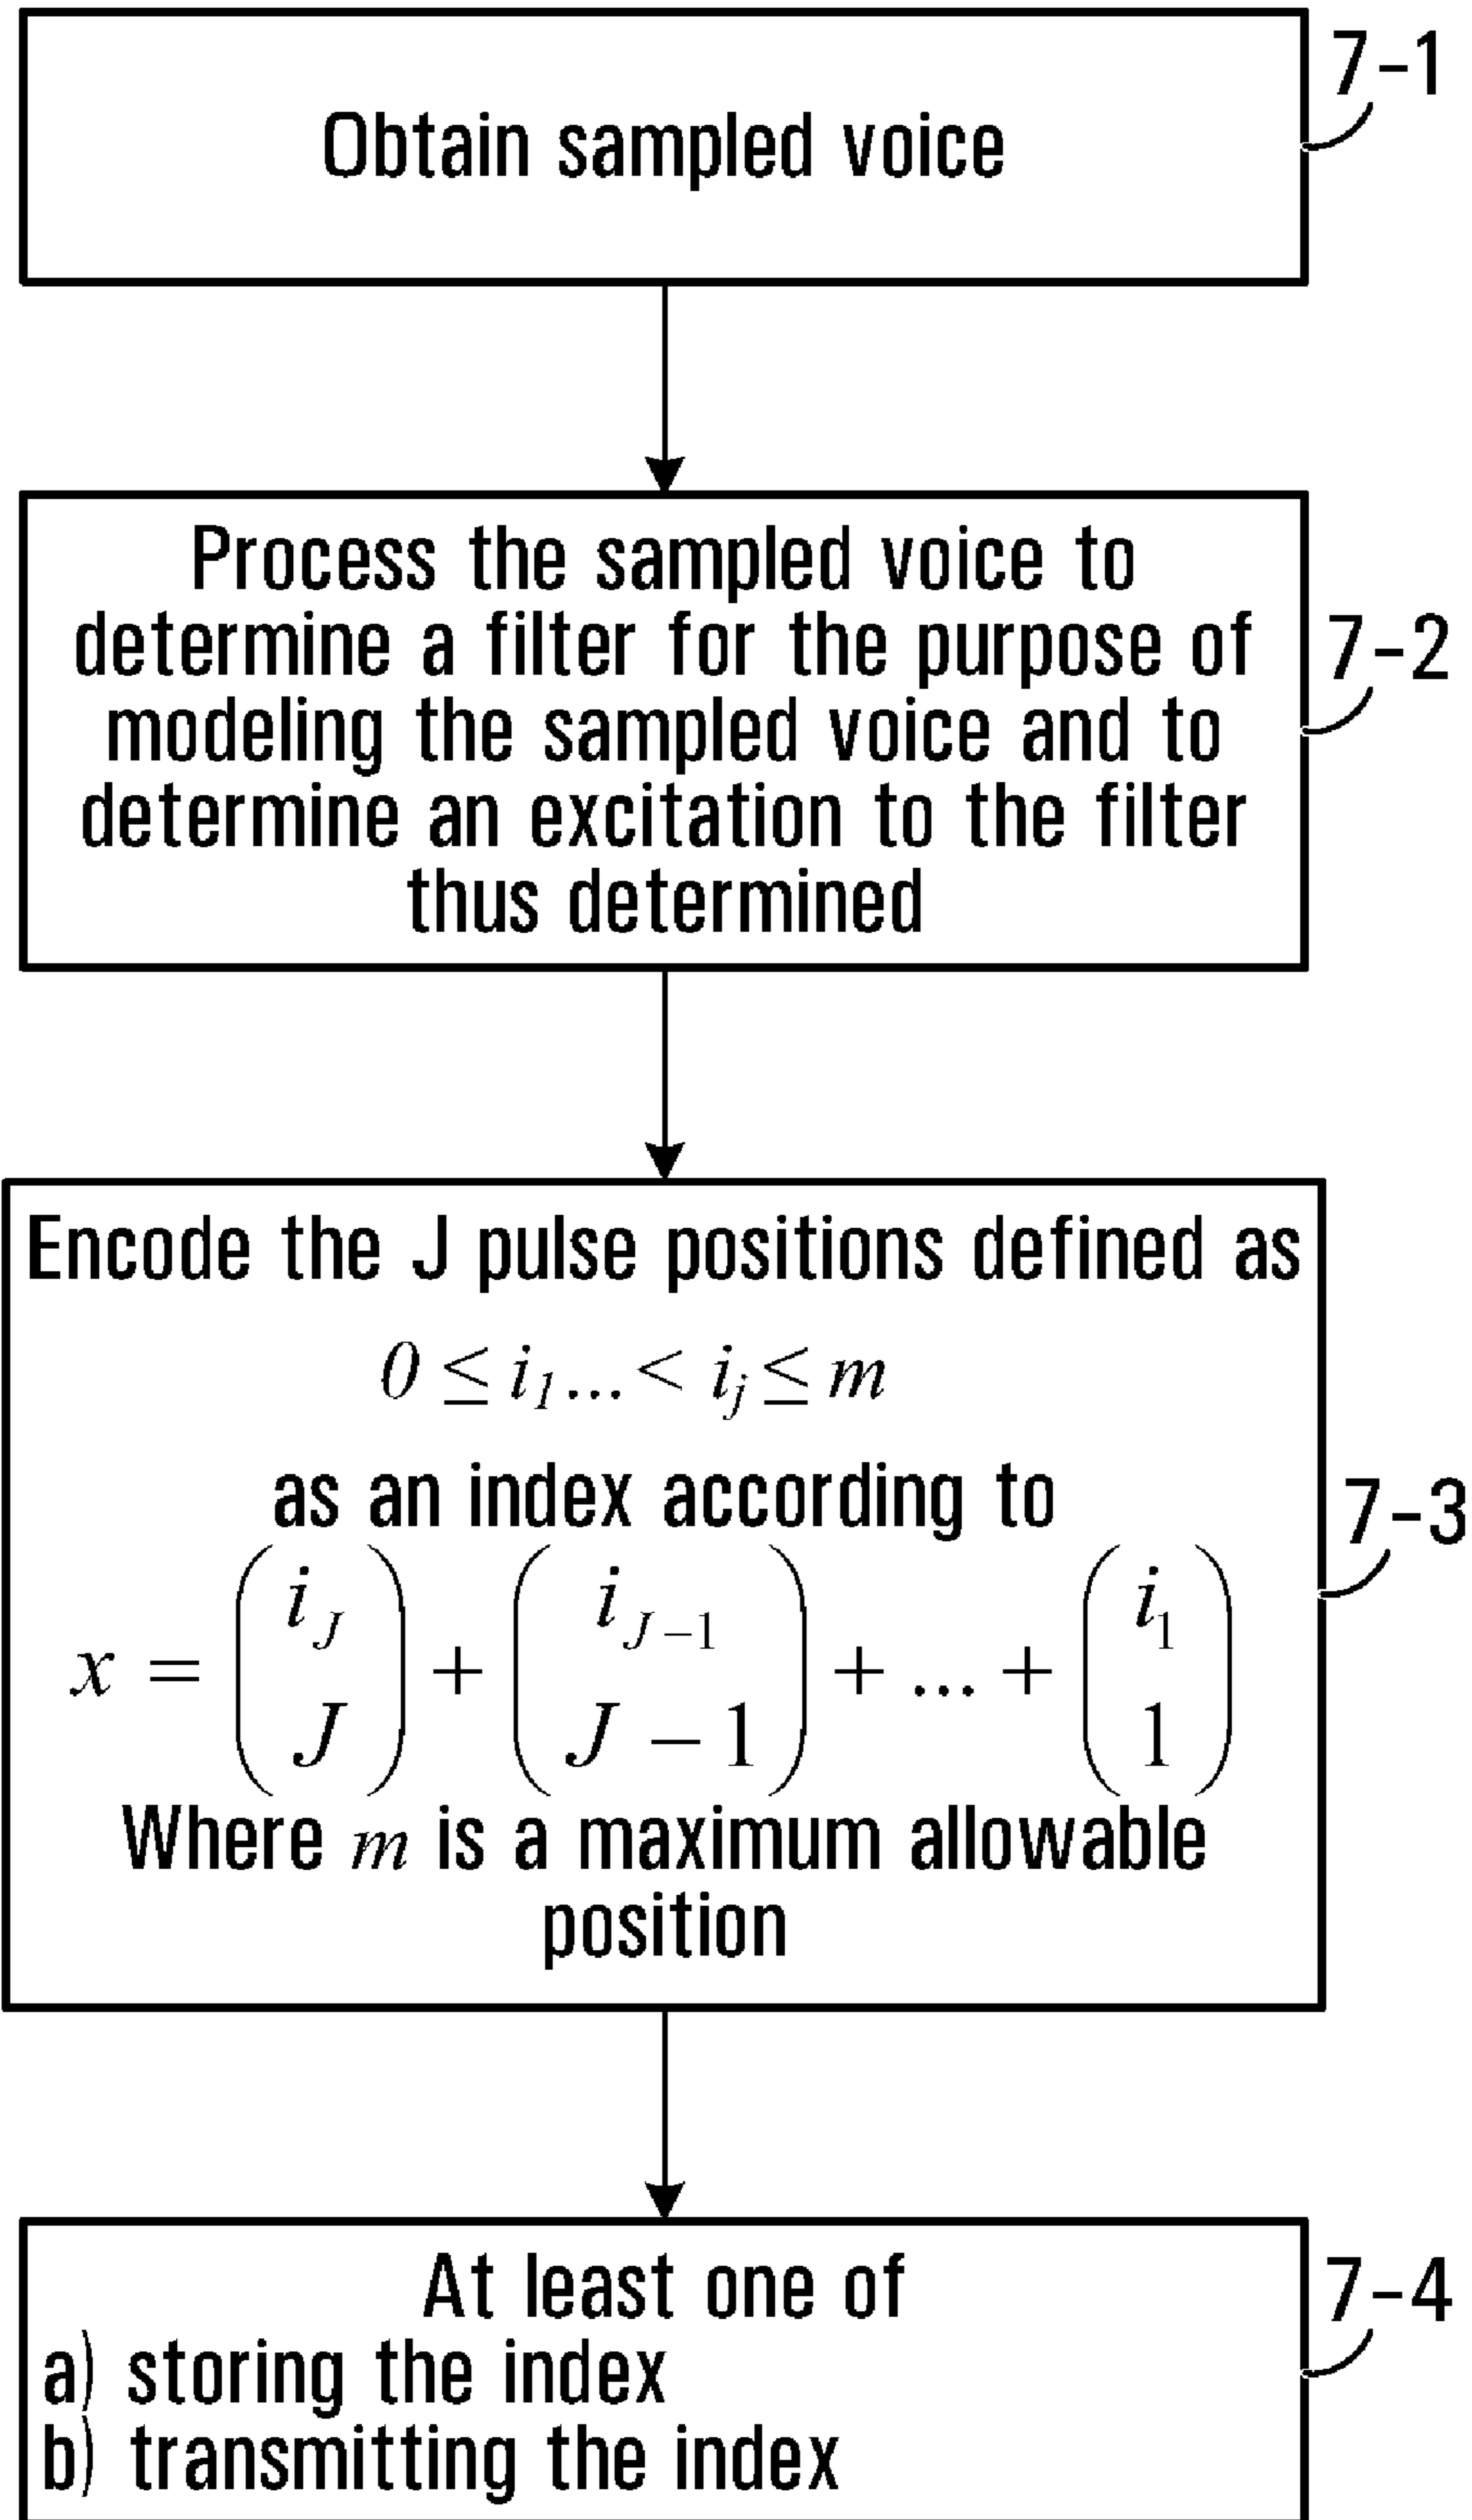 7-1
Obtain sampled voice
Process the sampled voice to
7-2
determine a filter for the purpose of
modeling the sampled voice and to
determine an excitation to the filter
thus determined
Encode the J pulse positions defined as
0 ≤ i₁... < iⱼ ≤ m
as an index according to
7-3
x = (i_J J) + (i_{J-1} J-1) + ... + (i_1 1)
Where m is a maximum allowable
position
At least one of
7-4
a) storing the index
b) transmitting the index